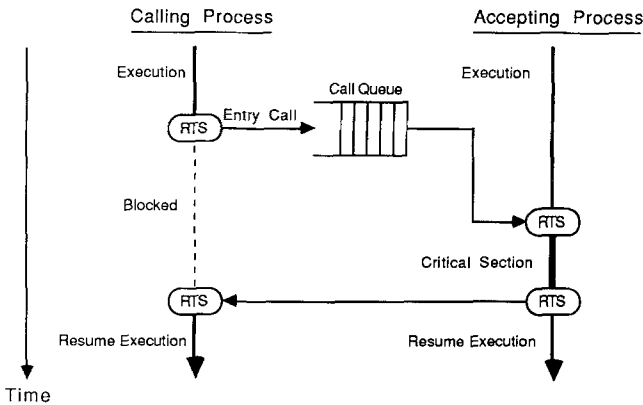 Calling Process
Accepting Process
Execution
Execution
Call Queue
RTS
Entry Call
Blocked
RTS
Critical Section
RTS
RTS
Resume Execution
Resume Execution
Time